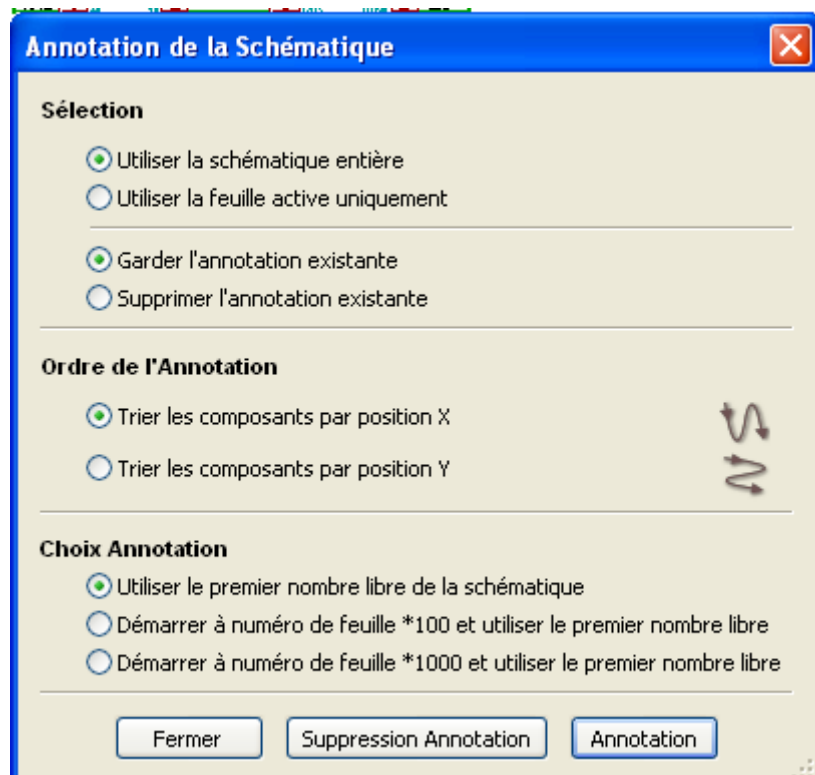 Annotation de la Schématique
Sélection
Utiliser la schématique entière
Utiliser la feuille active uniquement
Garder l'annotation existante
Supprimer l'annotation existante
Ordre de l'Annotation
Trier les composants par position X
Trier les composants par position Y
Choix Annotation
Utiliser le premier nombre libre de la schématique
Démarrer à numéro de feuille *100 et utiliser le premier nombre libre
Démarrer à numéro de feuille *1000 et utiliser le premier nombre libre
Fermer Suppression Annotation Annotation